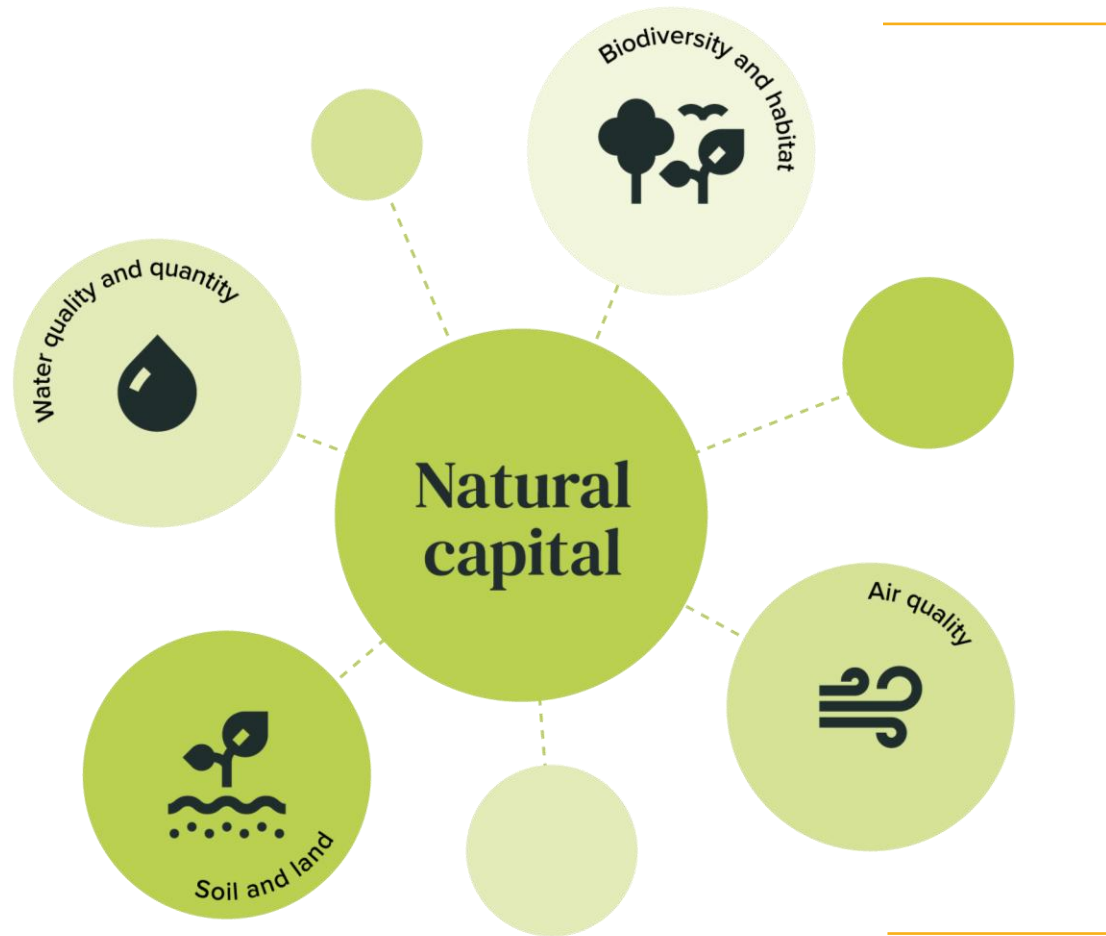 Biodiversity and habitat
Water quality and quantity
Natural
capital
Air quality
Soil and land